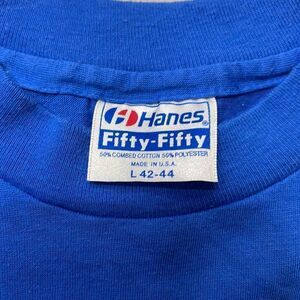 Hanes®
Fifty-Fifty
50% COMBED COTTON 50% POLYESTER
MADE IN U.S.A.
L 42-44